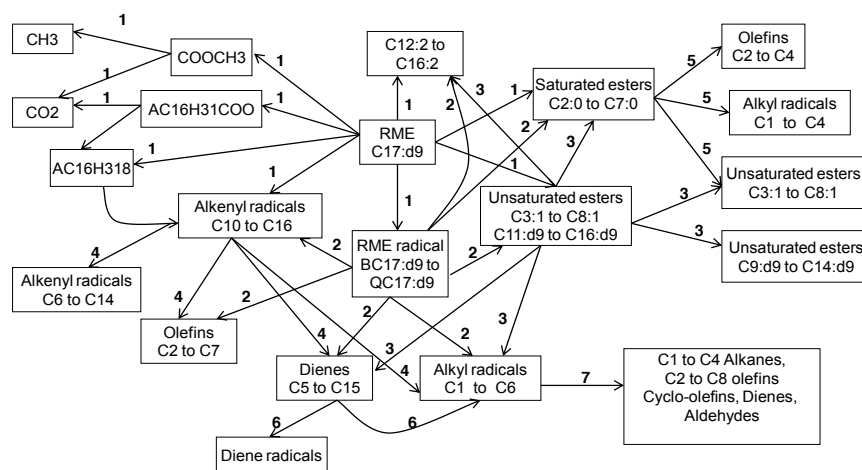 CH3
CO2
COOCH3
AC16H31COO
AC16H318
C12:2 to
C16:2
RME
C17:d9
Saturated esters
C2:0 to C7:0
Olefins
C2 to C4
Alkyl radicals
C1 to C4
Unsaturated esters
C3:1 to C8:1
Unsaturated esters
C9:d9 to C14:d9
Unsaturated esters
C3:1 to C8:1
C11:d9 to C16:d9
Alkenyl radicals
C10 to C16
RME radical
BC17:d9 to
QC17:d9
Alkenyl radicals
C6 to C14
Olefins
C2 to C7
Dienes
C5 to C15
Alkyl radicals
C1 to C6
C1 to C4 Alkanes,
C2 to C8 olefins
Cyclo-olefins, Dienes,
Aldehydes
Diene radicals
1
1
1
1
1
1
1
1
1
1
2
2
2
2
2
2
2
3
3
3
3
3
3
4
4
4
4
5
5
5
6
6
7